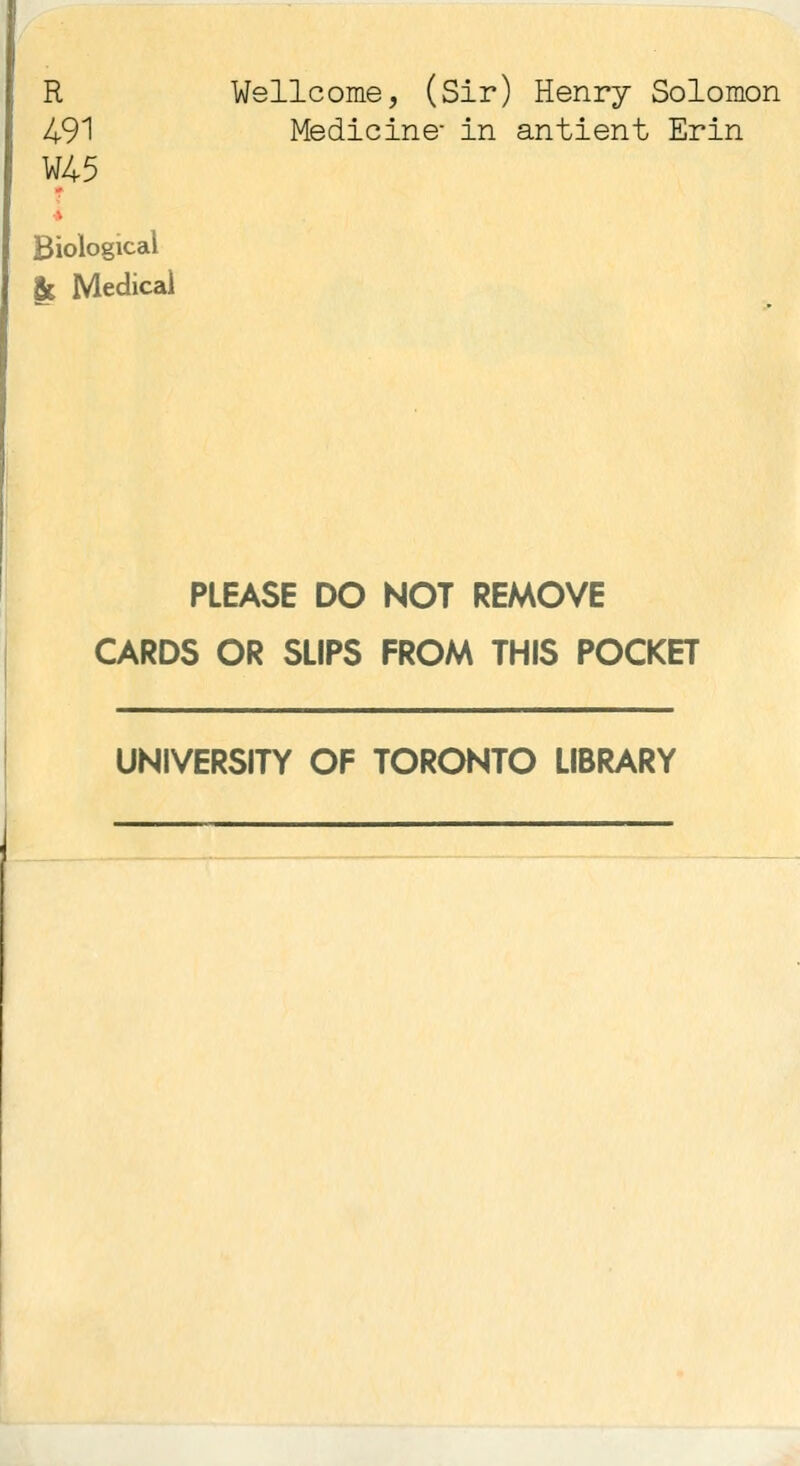 R Wellcome, (Sir) Henry Solomon
491 Medicine in antient Erin
W45
Biological
& Medical
PLEASE DO NOT REMOVE
CARDS OR SLIPS FROM THIS POCKET
UNIVERSITY OF TORONTO LIBRARY